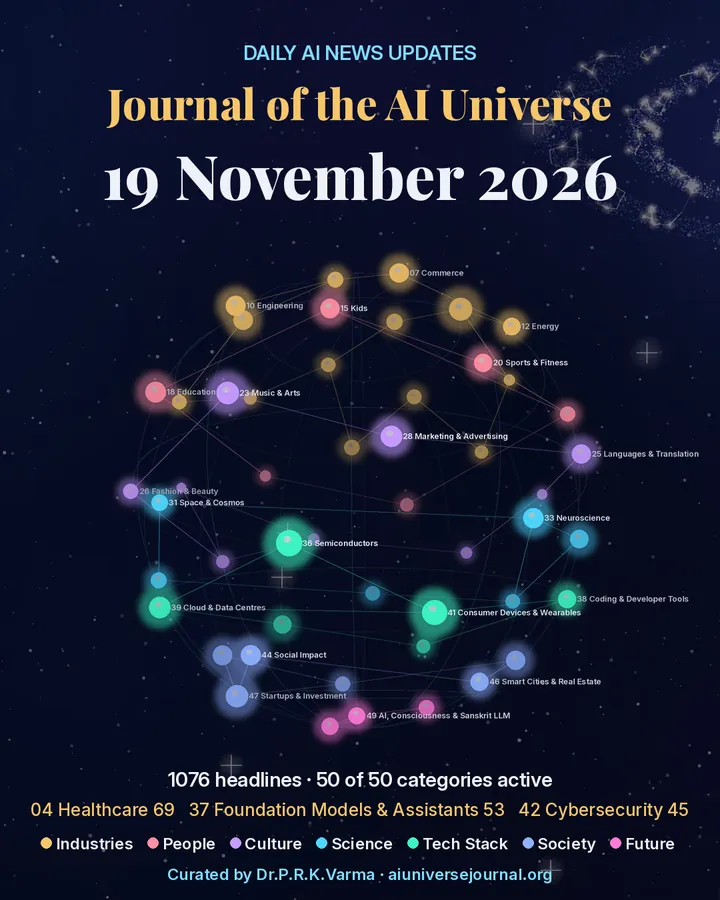 DAILY AI NEWS UPDATES
Journal of the AI Universe
19 November 2026
07 Commerce
10 Engineering
15 Kids
12 Energy
20 Sports & Fitness
18 Education
23 Music & Arts
28 Marketing & Advertising
25 Languages & Translation
26 Fashion & Beauty
31 Space & Cosmos
33 Neuroscience
36 Semiconductors
38 Coding & Developer Tools
39 Cloud & Data Centres
41 Consumer Devices & Wearables
44 Social Impact
46 Smart Cities & Real Estate
47 Startups & Investment
49 AI, Consciousness & Sanskrit LLM
1076 headlines · 50 of 50 categories active
04 Healthcare 69 37 Foundation Models & Assistants 53 42 Cybersecurity 45
Industries People Culture Science Tech Stack Society Future
Curated by Dr.P.R.K.Varma · aiuniversejournal.org